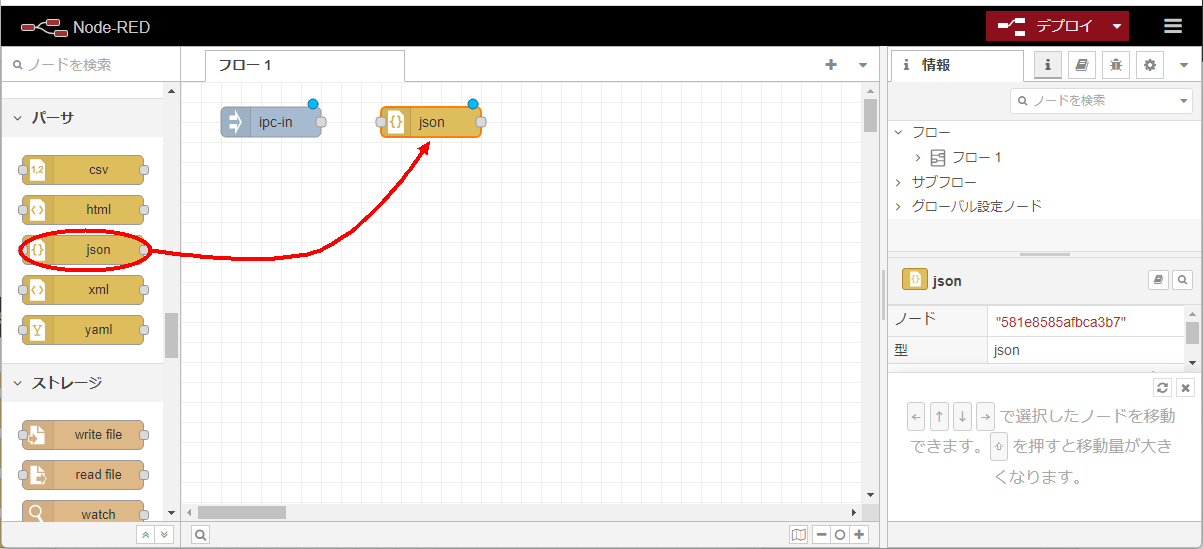 Node-RED
デプロイ
ノードを検索
フロー 1
情報
パーサ
csv
html
json
xml
yaml
ストレージ
write file
read file
watch
ipc-in
json
ノードを検索
フロー
フロー 1
サブフロー
グローバル設定ノード
json
ノード
"581e8585afbca3b7"
型
json
← ↑ ↓ → で選択したノードを移動
できます。⇧ を押すと移動量が大き
くなります。